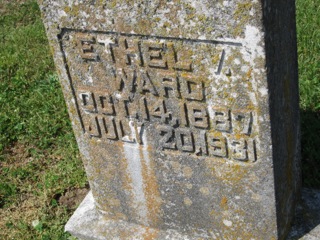 ETHEL T.
WARD
OCT. 14, 1887
JULY 20, 1931